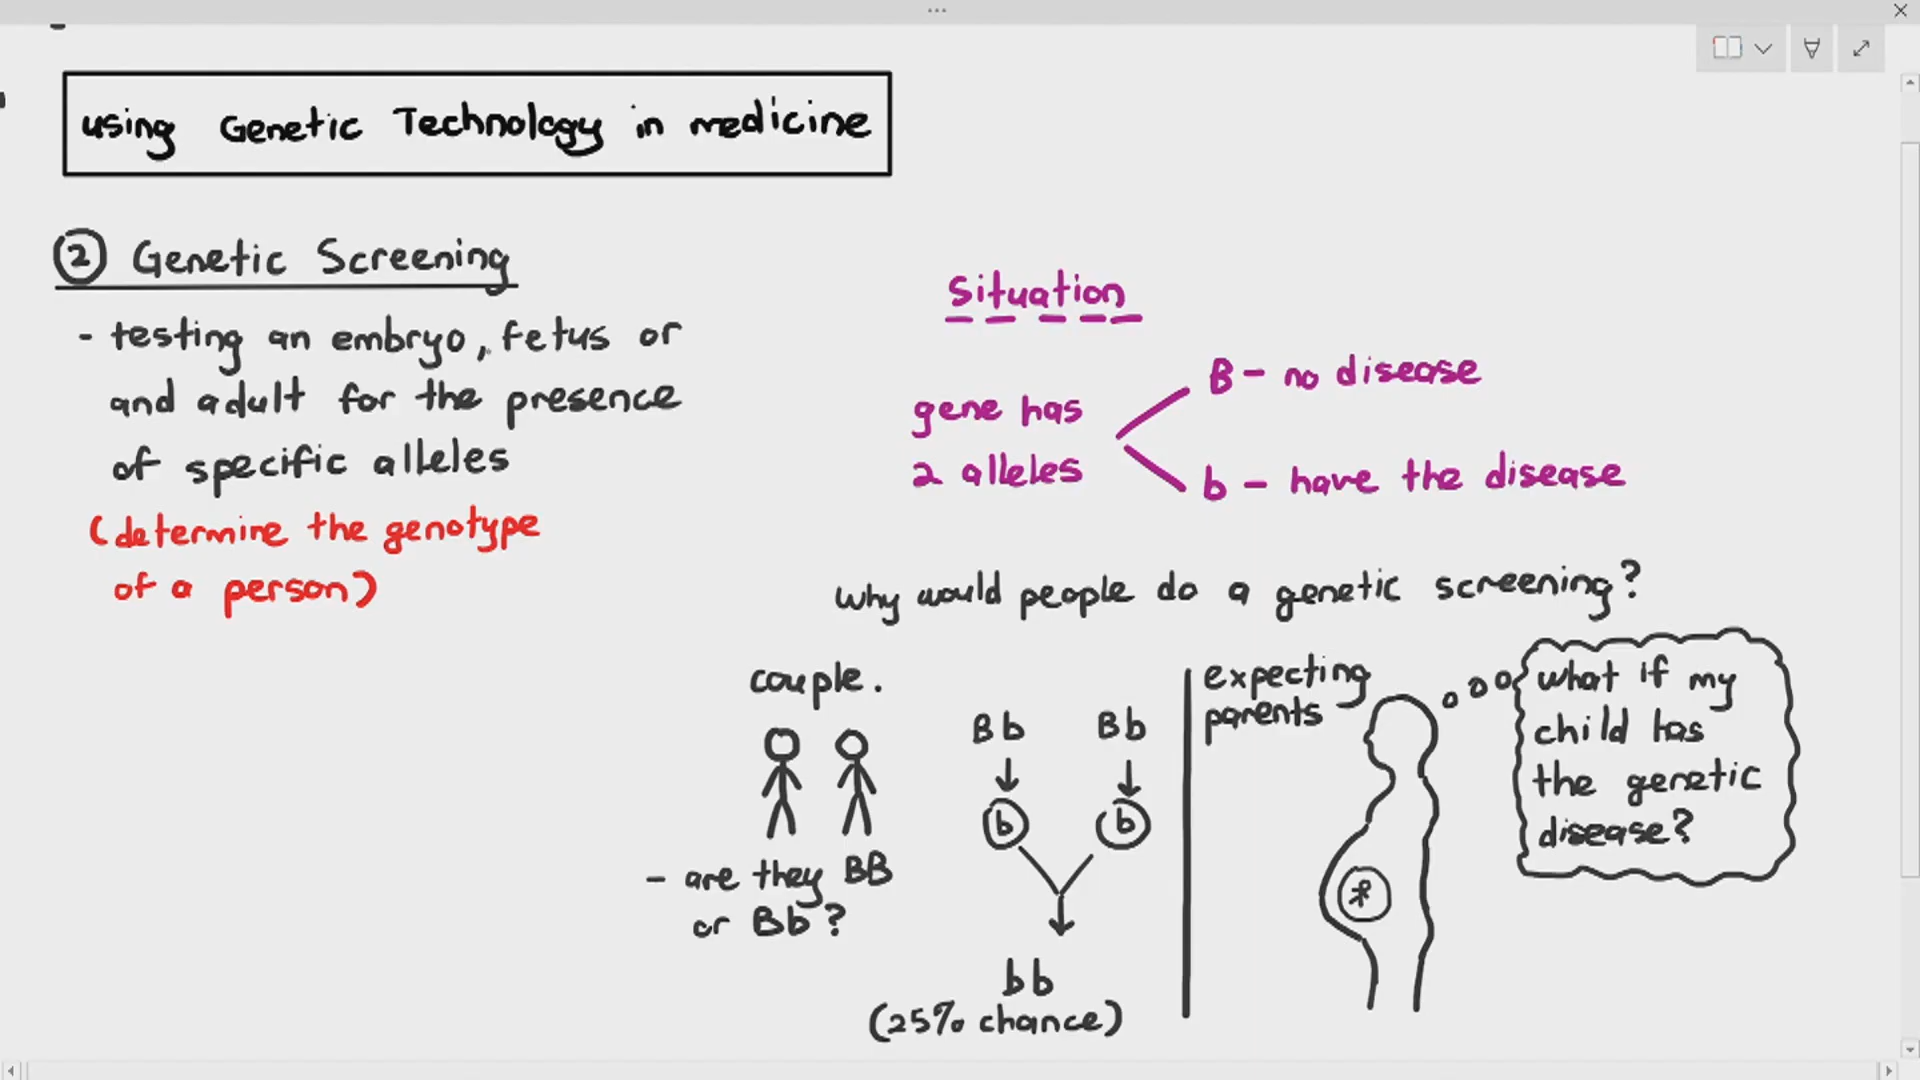 using Genetic Technology in medicine
② Genetic Screening
- testing an embryo, fetus or
and adult for the presence
of specific alleles
(determine the genotype
of a person)
Situation
gene has
2 alleles
B - no disease
b - have the disease
why would people do a genetic screening?
couple.
- are they BB
or Bb?
Bb Bb
b b
bb
(25% chance)
expecting
parents
what if my
child has
the genetic
disease?